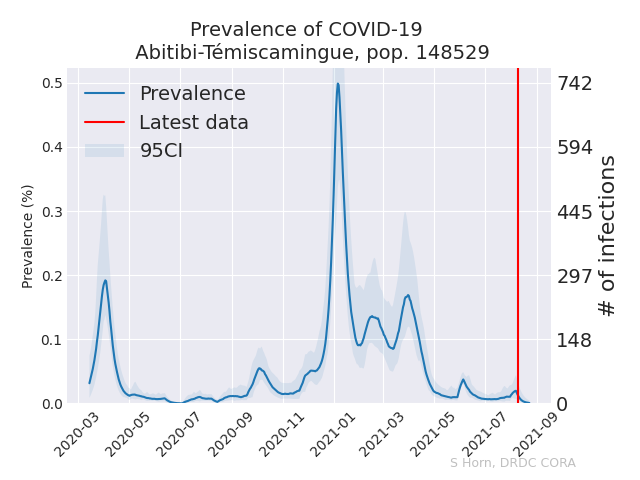 Prevalence of COVID-19
Abitibi-Témiscamingue, pop. 148529
Prevalence
Latest data
95CI
Prevalence (%)
0.5
0.4
0.3
0.2
0.1
0.0
742
594
445
297
148
0
# of infections
2020-03
2020-05
2020-07
2020-09
2020-11
2021-01
2021-03
2021-05
2021-07
2021-09
S Horn, DRDC CORA